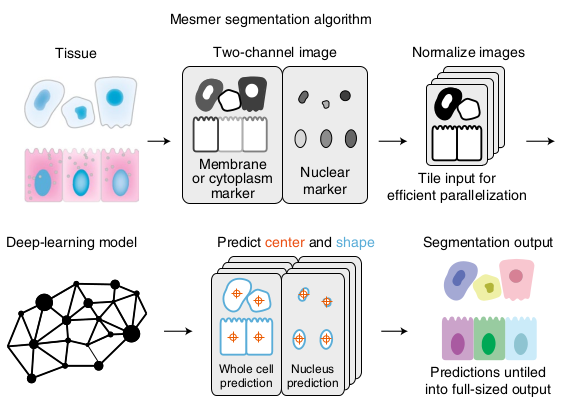 Mesmer segmentation algorithm
Tissue
Two-channel image
Normalize images
Membrane
or cytoplasm
marker
Nuclear
marker
Tile input for
efficient parallelization
Deep-learning model
Predict center and shape
Segmentation output
Whole cell
prediction
Nucleus
prediction
Predictions untiled
into full-sized output